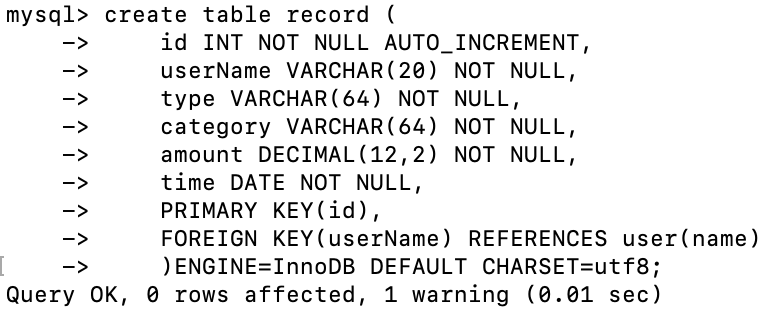 mysql> create table record (
    ->     id INT NOT NULL AUTO_INCREMENT,
    ->     userName VARCHAR(20) NOT NULL,
    ->     type VARCHAR(64) NOT NULL,
    ->     category VARCHAR(64) NOT NULL,
    ->     amount DECIMAL(12,2) NOT NULL,
    ->     time DATE NOT NULL,
    ->     PRIMARY KEY(id),
    ->     FOREIGN KEY(userName) REFERENCES user(name)
    ->     )ENGINE=InnoDB DEFAULT CHARSET=utf8;
Query OK, 0 rows affected, 1 warning (0.01 sec)